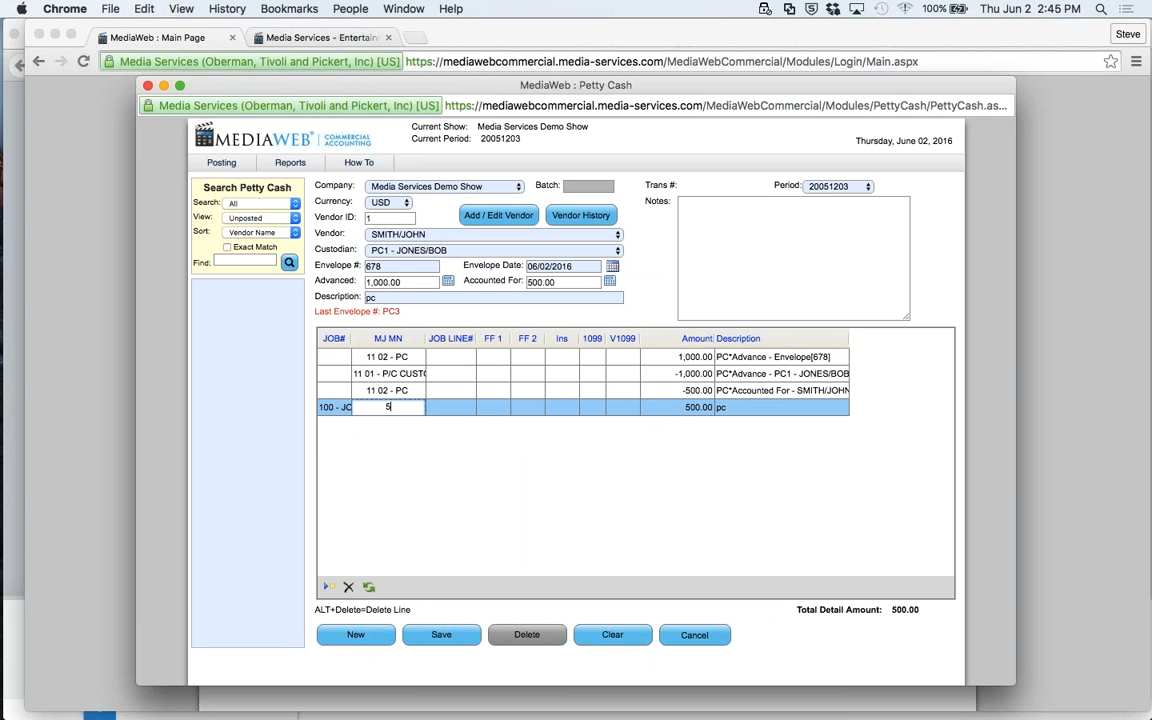 Chrome File Edit View History Bookmarks People Window Help 100% Thu Jun 2 2:45 PM
MediaWeb : Main Page × Media Services - Entertainm × Steve
Media Services (Oberman, Tivoli and Pickert, Inc) [US] https://mediawebcommercial.media-services.com/MediaWebCommercial/Modules/Login/Main.aspx
MediaWeb : Petty Cash
Media Services (Oberman, Tivoli and Pickert, Inc) [US] https://mediawebcommercial.media-services.com/MediaWebCommercial/Modules/PettyCash/PettyCash.as...
MEDIAWEB® COMMERCIAL ACCOUNTING
Current Show: Media Services Demo Show
Current Period: 20051203
Thursday, June 02, 2016
Posting Reports How To
Search Petty Cash
Search: All
View: Unposted
Sort: Vendor Name
Exact Match
Find:
Company: Media Services Demo Show Batch: Trans #: Period: 20051203
Currency: USD Notes:
Vendor ID: 1 Add / Edit Vendor Vendor History
Vendor: SMITH/JOHN
Custodian: PC1 - JONES/BOB
Envelope #: 678 Envelope Date: 06/02/2016
Advanced: 1,000.00 Accounted For: 500.00
Description: pc
Last Envelope #: PC3
JOB# MJ MN JOB LINE# FF 1 FF 2 Ins 1099 V1099 Amount Description
11 02 - PC 1,000.00 PC*Advance - Envelope[678]
11 01 - P/C CUSTO -1,000.00 PC*Advance - PC1 - JONES/BOB
11 02 - PC -500.00 PC*Accounted For - SMITH/JOHN
100 - JO 5 500.00 pc
ALT+Delete=Delete Line Total Detail Amount: 500.00
New Save Delete Clear Cancel